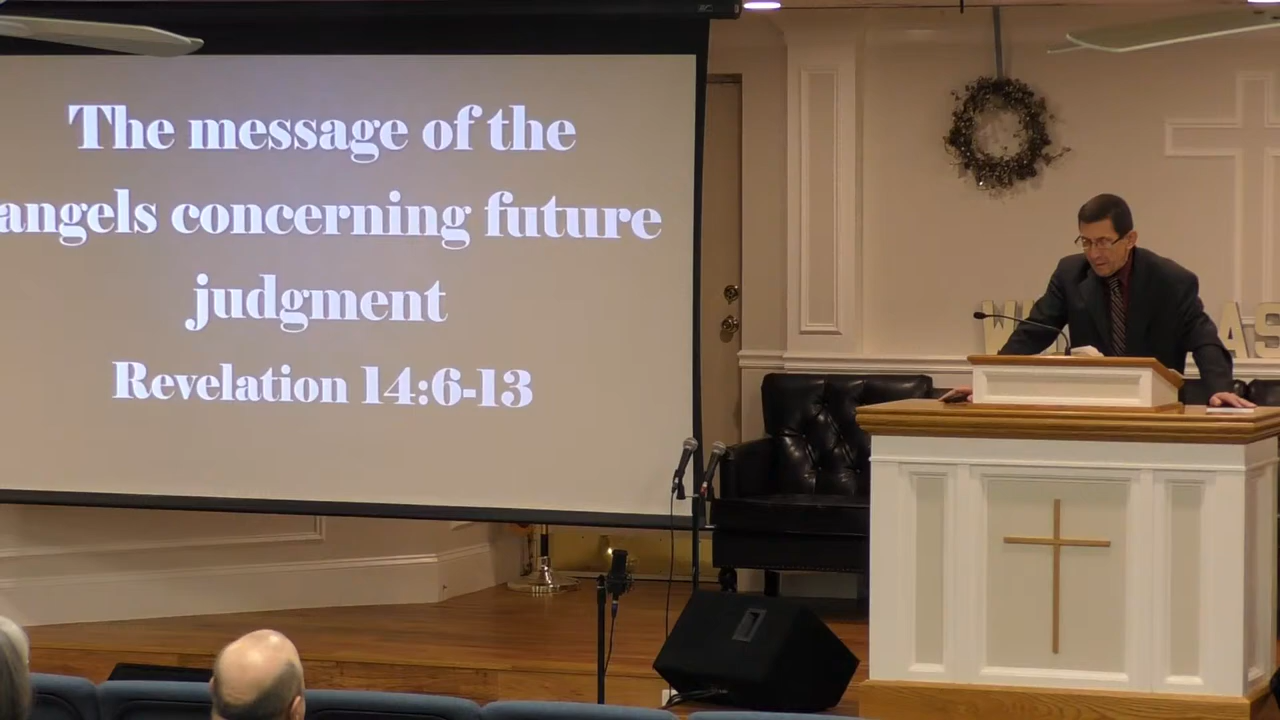 The message of the
angels concerning future
judgment
Revelation 14:6-13